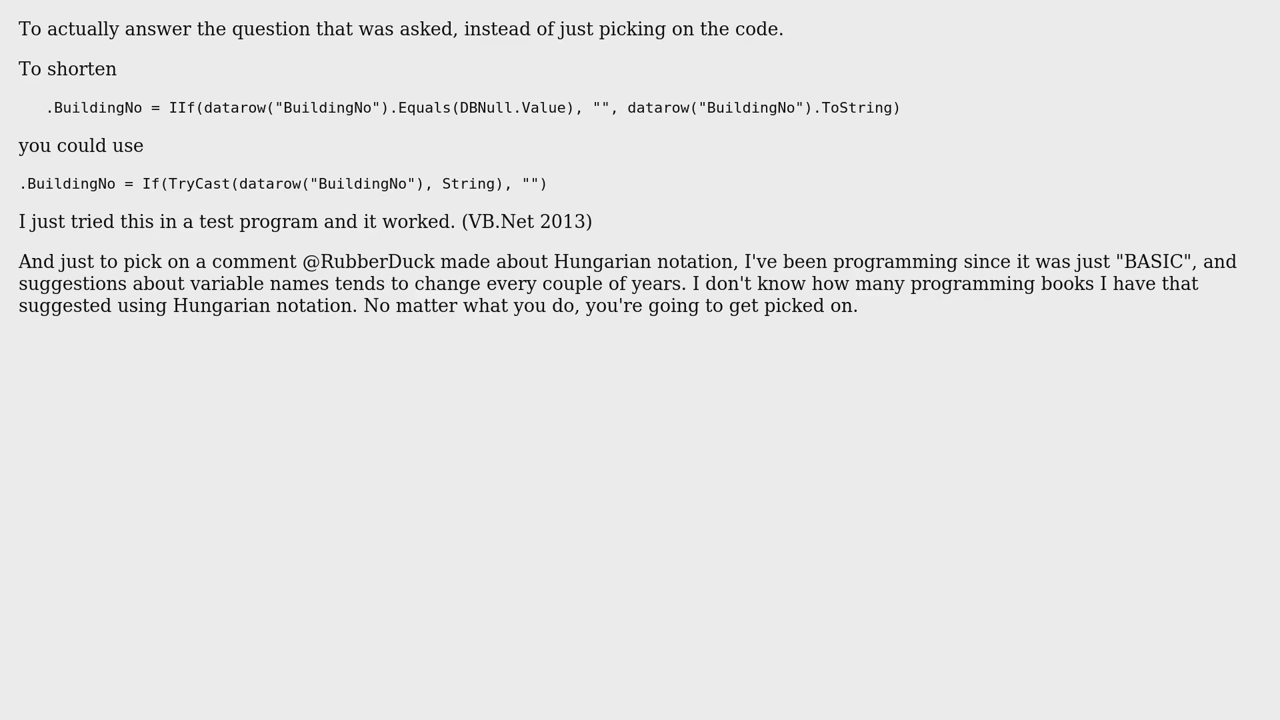 To actually answer the question that was asked, instead of just picking on the code.
To shorten
.BuildingNo = IIf(datarow("BuildingNo").Equals(DBNull.Value), "", datarow("BuildingNo").ToString)
you could use
.BuildingNo = If(TryCast(datarow("BuildingNo"), String), "")
I just tried this in a test program and it worked. (VB.Net 2013)
And just to pick on a comment @RubberDuck made about Hungarian notation, I've been programming since it was just "BASIC", and
suggestions about variable names tends to change every couple of years. I don't know how many programming books I have that
suggested using Hungarian notation. No matter what you do, you're going to get picked on.